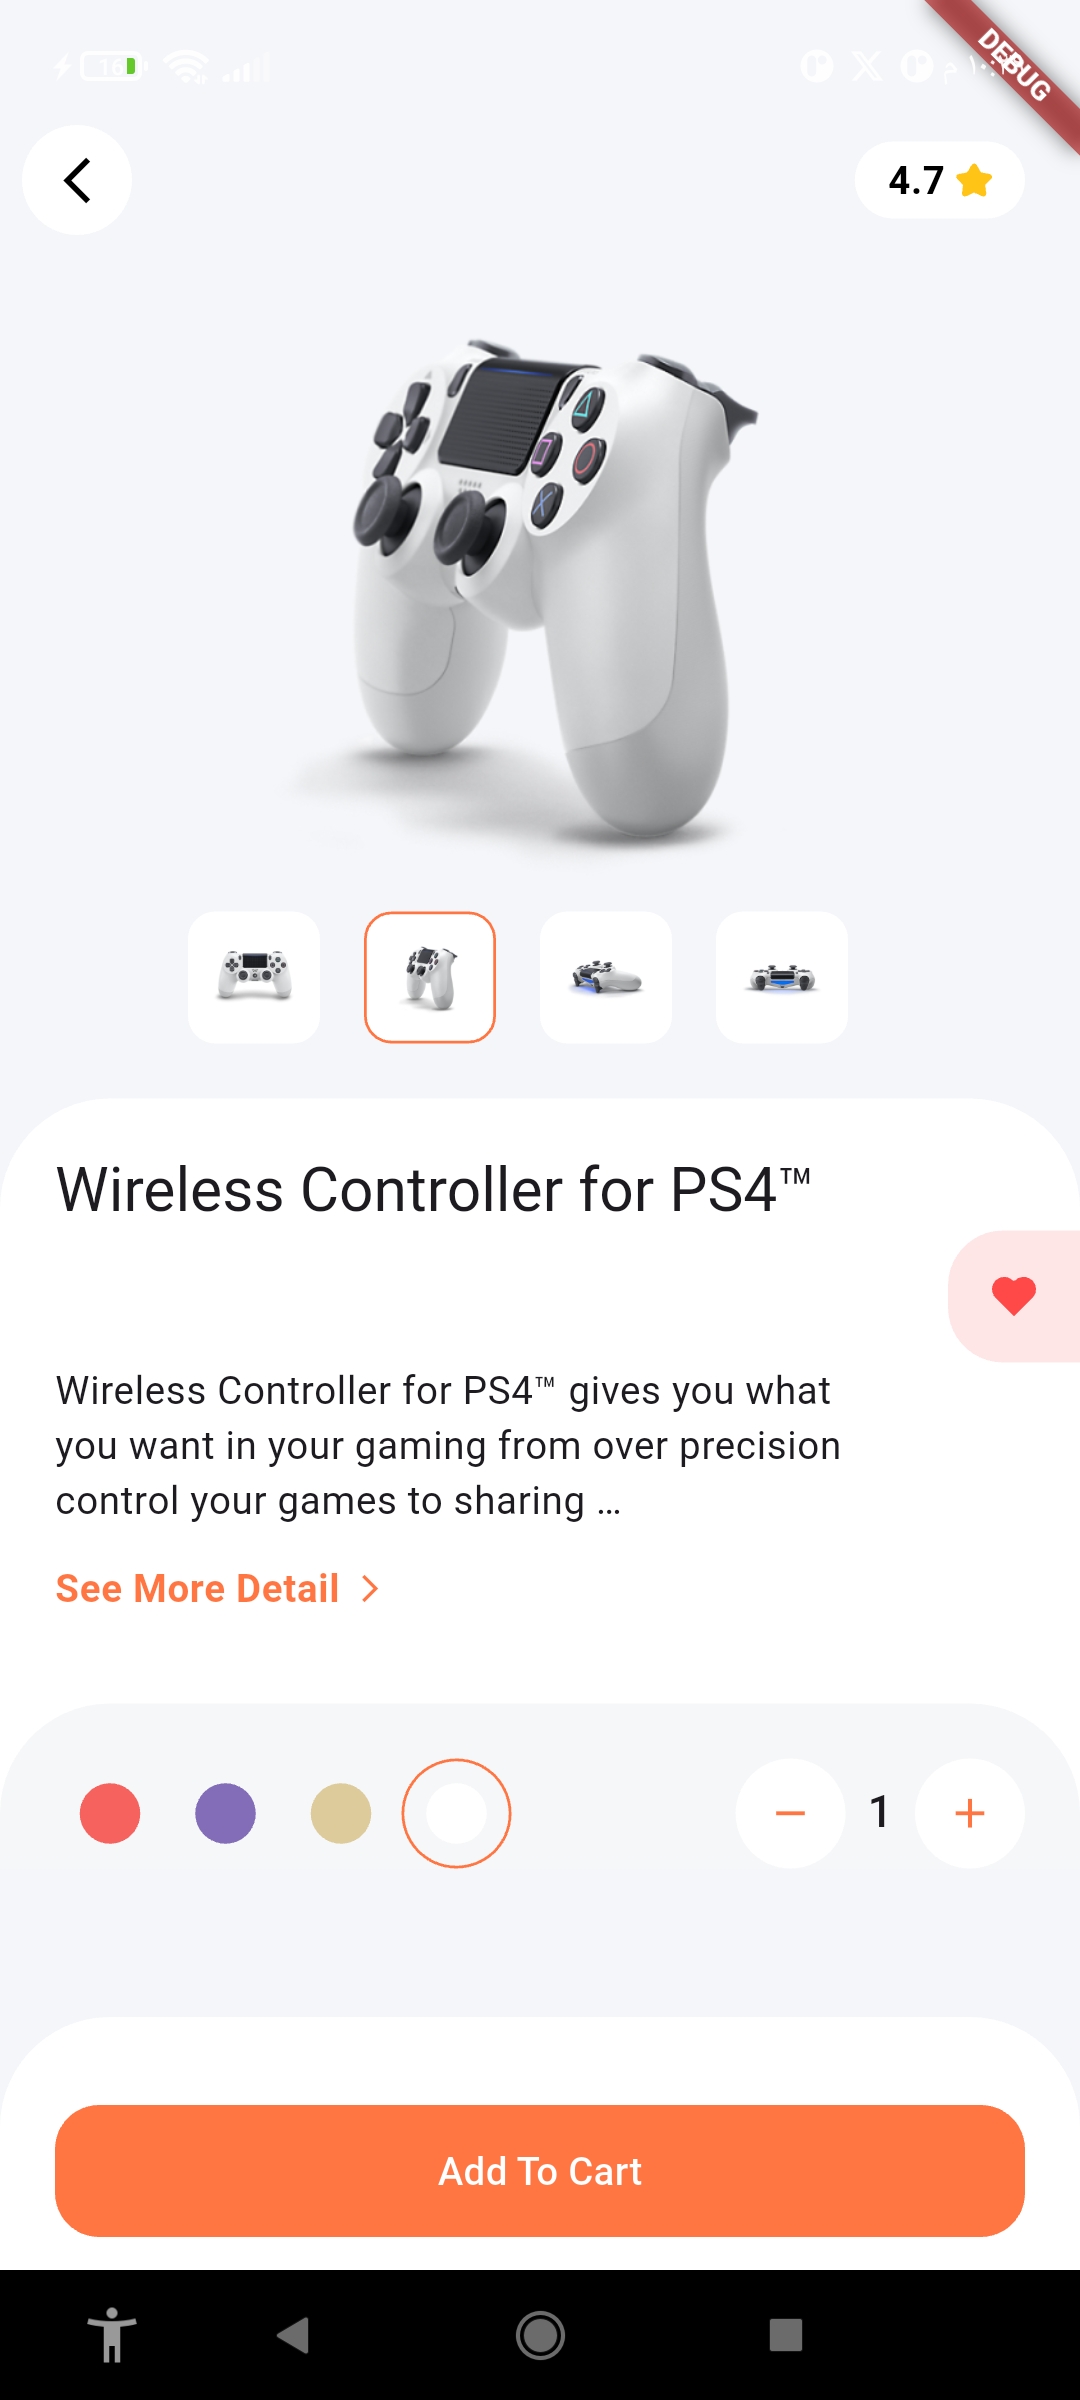 16
DEBUG
4.7
Wireless Controller for PS4™
Wireless Controller for PS4™ gives you what
you want in your gaming from over precision
control your games to sharing ...
See More Detail
1
Add To Cart